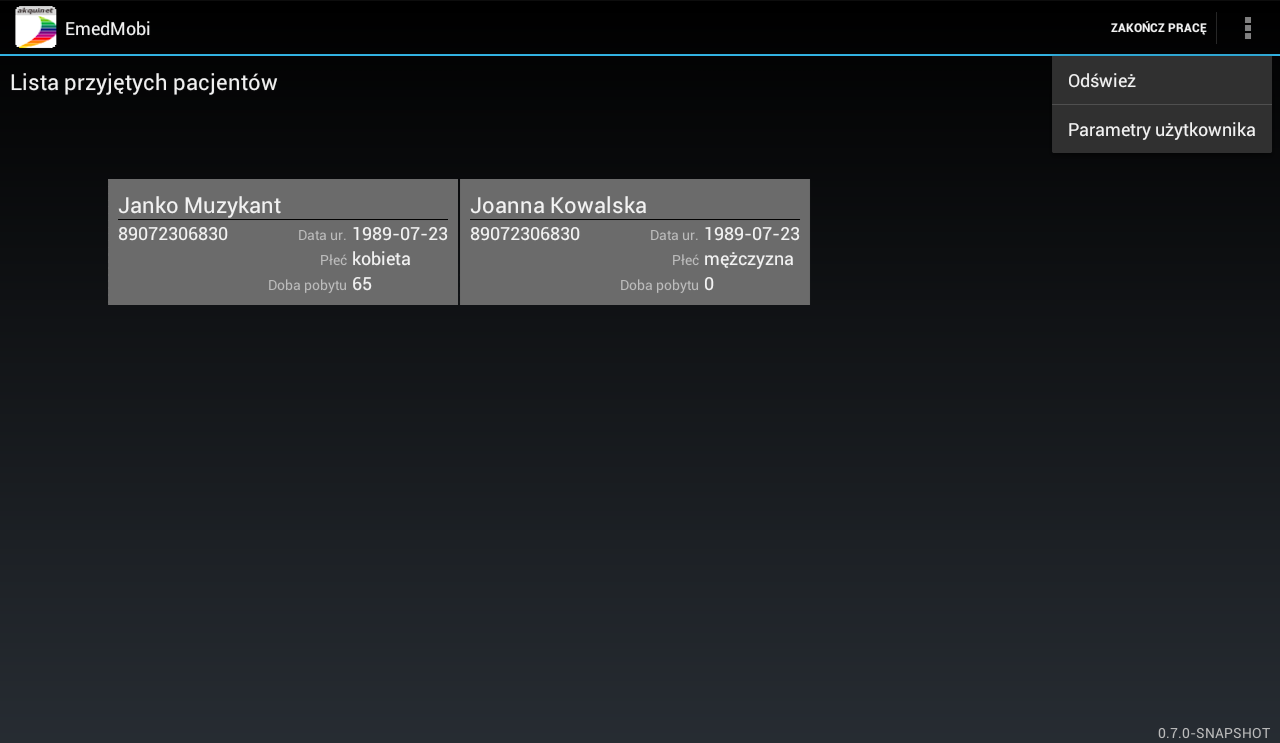 akquinet
EmedMobi
ZAKOŃCZ PRACĘ
Lista przyjętych pacjentów
Odśwież
Parametry użytkownika
Janko Muzykant
89072306830 Data ur. 1989-07-23
Płeć kobieta
Doba pobytu 65
Joanna Kowalska
89072306830 Data ur. 1989-07-23
Płeć mężczyzna
Doba pobytu 0
0.7.0-SNAPSHOT